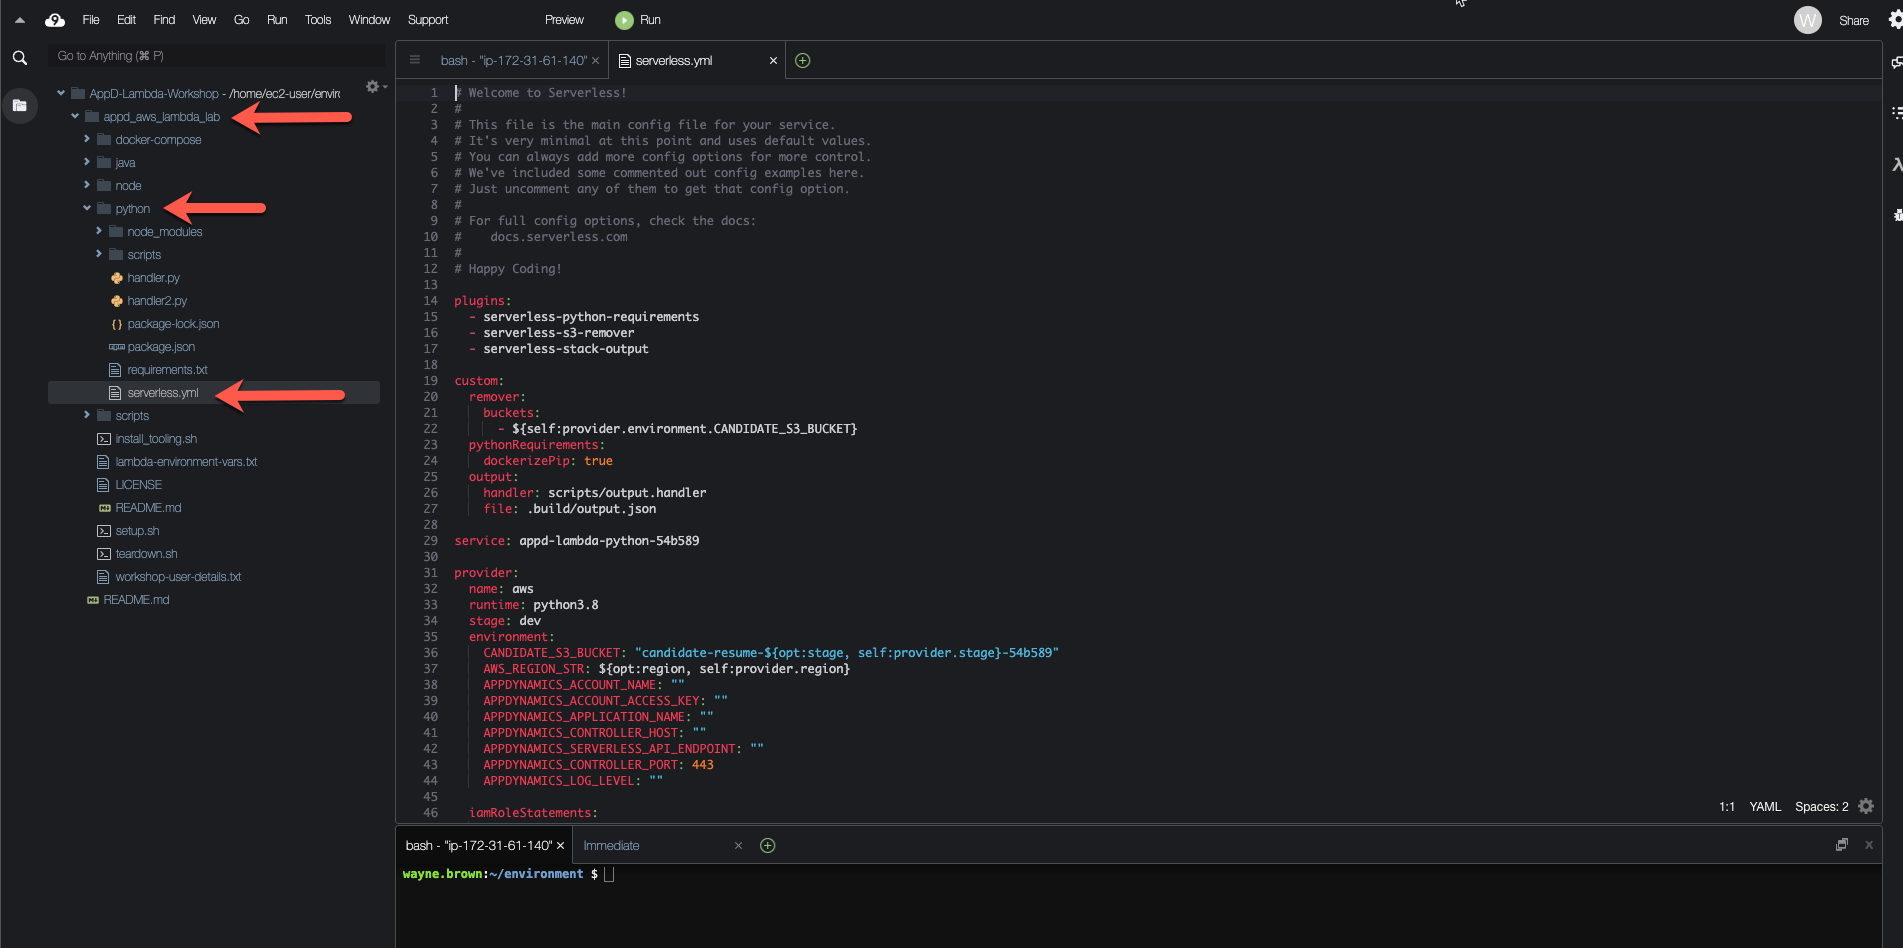 9 File Edit Find View Go Run Tools Window Support Preview Run W Share
Go to Anything (⌘ P)
AppD-Lambda-Workshop - /home/ec2-user/envir
appd_aws_lambda_lab
docker-compose
java
node
python
node_modules
scripts
handler.py
handler2.py
{ } package-lock.json
package.json
requirements.txt
serverless.yml
scripts
install_tooling.sh
lambda-environment-vars.txt
LICENSE
README.md
setup.sh
teardown.sh
workshop-user-details.txt
README.md
bash - "ip-172-31-61-140" × serverless.yml ×
1 # Welcome to Serverless!
2 #
3 # This file is the main config file for your service.
4 # It's very minimal at this point and uses default values.
5 # You can always add more config options for more control.
6 # We've included some commented out config examples here.
7 # Just uncomment any of them to get that config option.
8 #
9 # For full config options, check the docs:
10 #    docs.serverless.com
11 #
12 # Happy Coding!
13
14 plugins:
15   - serverless-python-requirements
16   - serverless-s3-remover
17   - serverless-stack-output
18
19 custom:
20   remover:
21     buckets:
22       - ${self:provider.environment.CANDIDATE_S3_BUCKET}
23   pythonRequirements:
24     dockerizePip: true
25   output:
26     handler: scripts/output.handler
27     file: .build/output.json
28
29 service: appd-lambda-python-54b589
30
31 provider:
32   name: aws
33   runtime: python3.8
34   stage: dev
35   environment:
36     CANDIDATE_S3_BUCKET: "candidate-resume-${opt:stage, self:provider.stage}-54b589"
37     AWS_REGION_STR: ${opt:region, self:provider.region}
38     APPDYNAMICS_ACCOUNT_NAME: ""
39     APPDYNAMICS_ACCOUNT_ACCESS_KEY: ""
40     APPDYNAMICS_APPLICATION_NAME: ""
41     APPDYNAMICS_CONTROLLER_HOST: ""
42     APPDYNAMICS_SERVERLESS_API_ENDPOINT: ""
43     APPDYNAMICS_CONTROLLER_PORT: 443
44     APPDYNAMICS_LOG_LEVEL: ""
45
46   iamRoleStatements:
1:1 YAML Spaces: 2
bash - "ip-172-31-61-140" × Immediate ×
wayne.brown:~/environment $